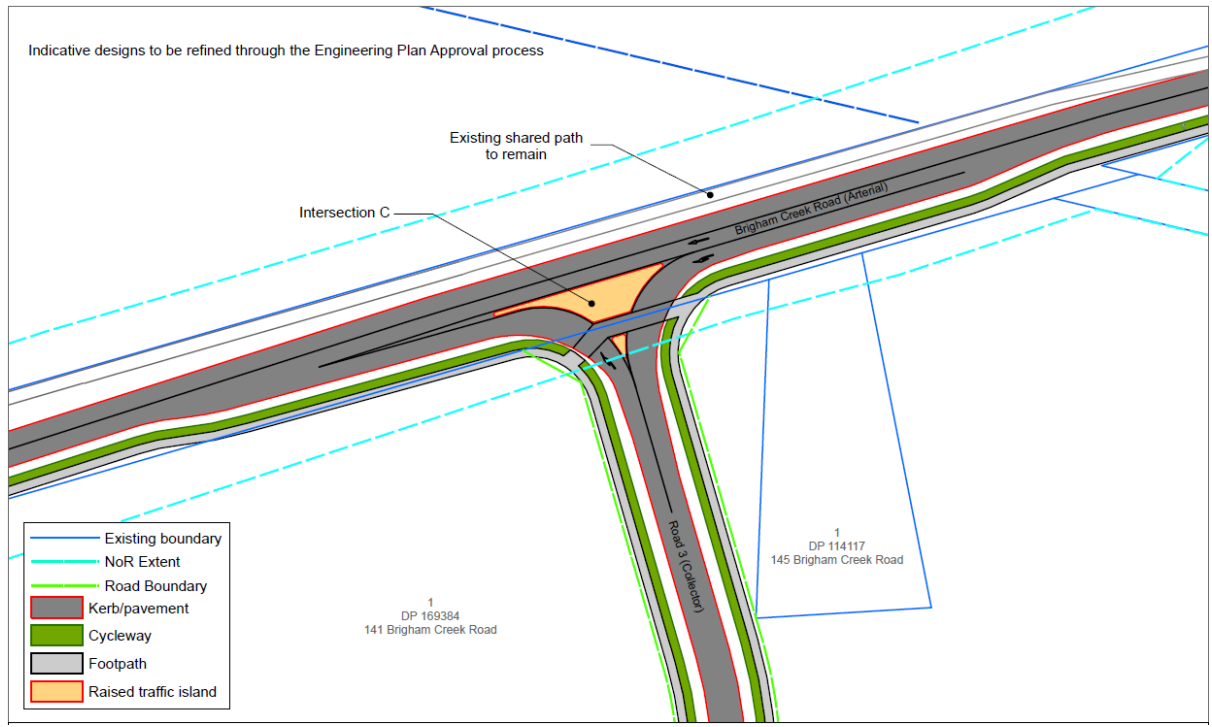 Indicative designs to be refined through the Engineering Plan Approval process
Existing shared path
to remain
Intersection C
Brigham Creek Road (Arterial)
Road 3 (Collector)
1
DP 114117
145 Brigham Creek Road
1
DP 169384
141 Brigham Creek Road
Existing boundary
NoR Extent
Road Boundary
Kerb/pavement
Cycleway
Footpath
Raised traffic island